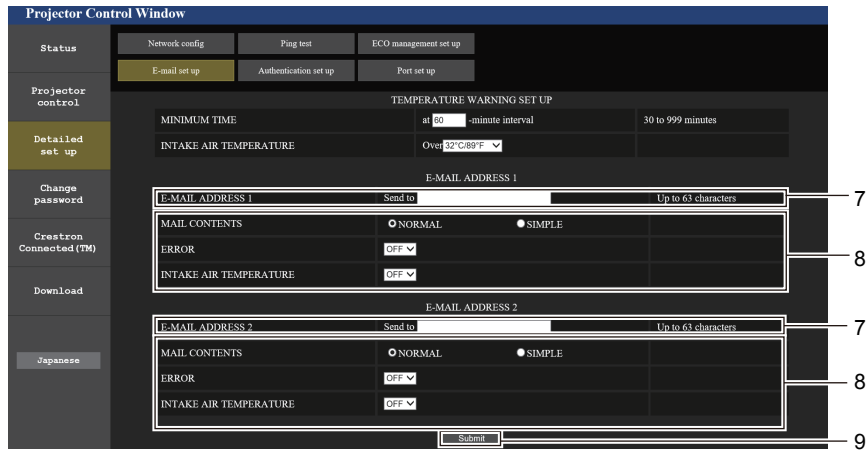 Projector Control Window
Status
Network config Ping test ECO management set up
E-mail set up Authentication set up Port set up
Projector
control
Detailed
set up
Change
password
Crestron
Connected(TM)
Download
Japanese
TEMPERATURE WARNING SET UP
MINIMUM TIME at 60 -minute interval 30 to 999 minutes
INTAKE AIR TEMPERATURE Over 32°C/89°F
E-MAIL ADDRESS 1
E-MAIL ADDRESS 1 Send to Up to 63 characters 7
MAIL CONTENTS NORMAL SIMPLE
8
ERROR OFF
INTAKE AIR TEMPERATURE OFF
E-MAIL ADDRESS 2
E-MAIL ADDRESS 2 Send to Up to 63 characters 7
MAIL CONTENTS NORMAL SIMPLE
ERROR OFF 8
INTAKE AIR TEMPERATURE OFF
Submit 9